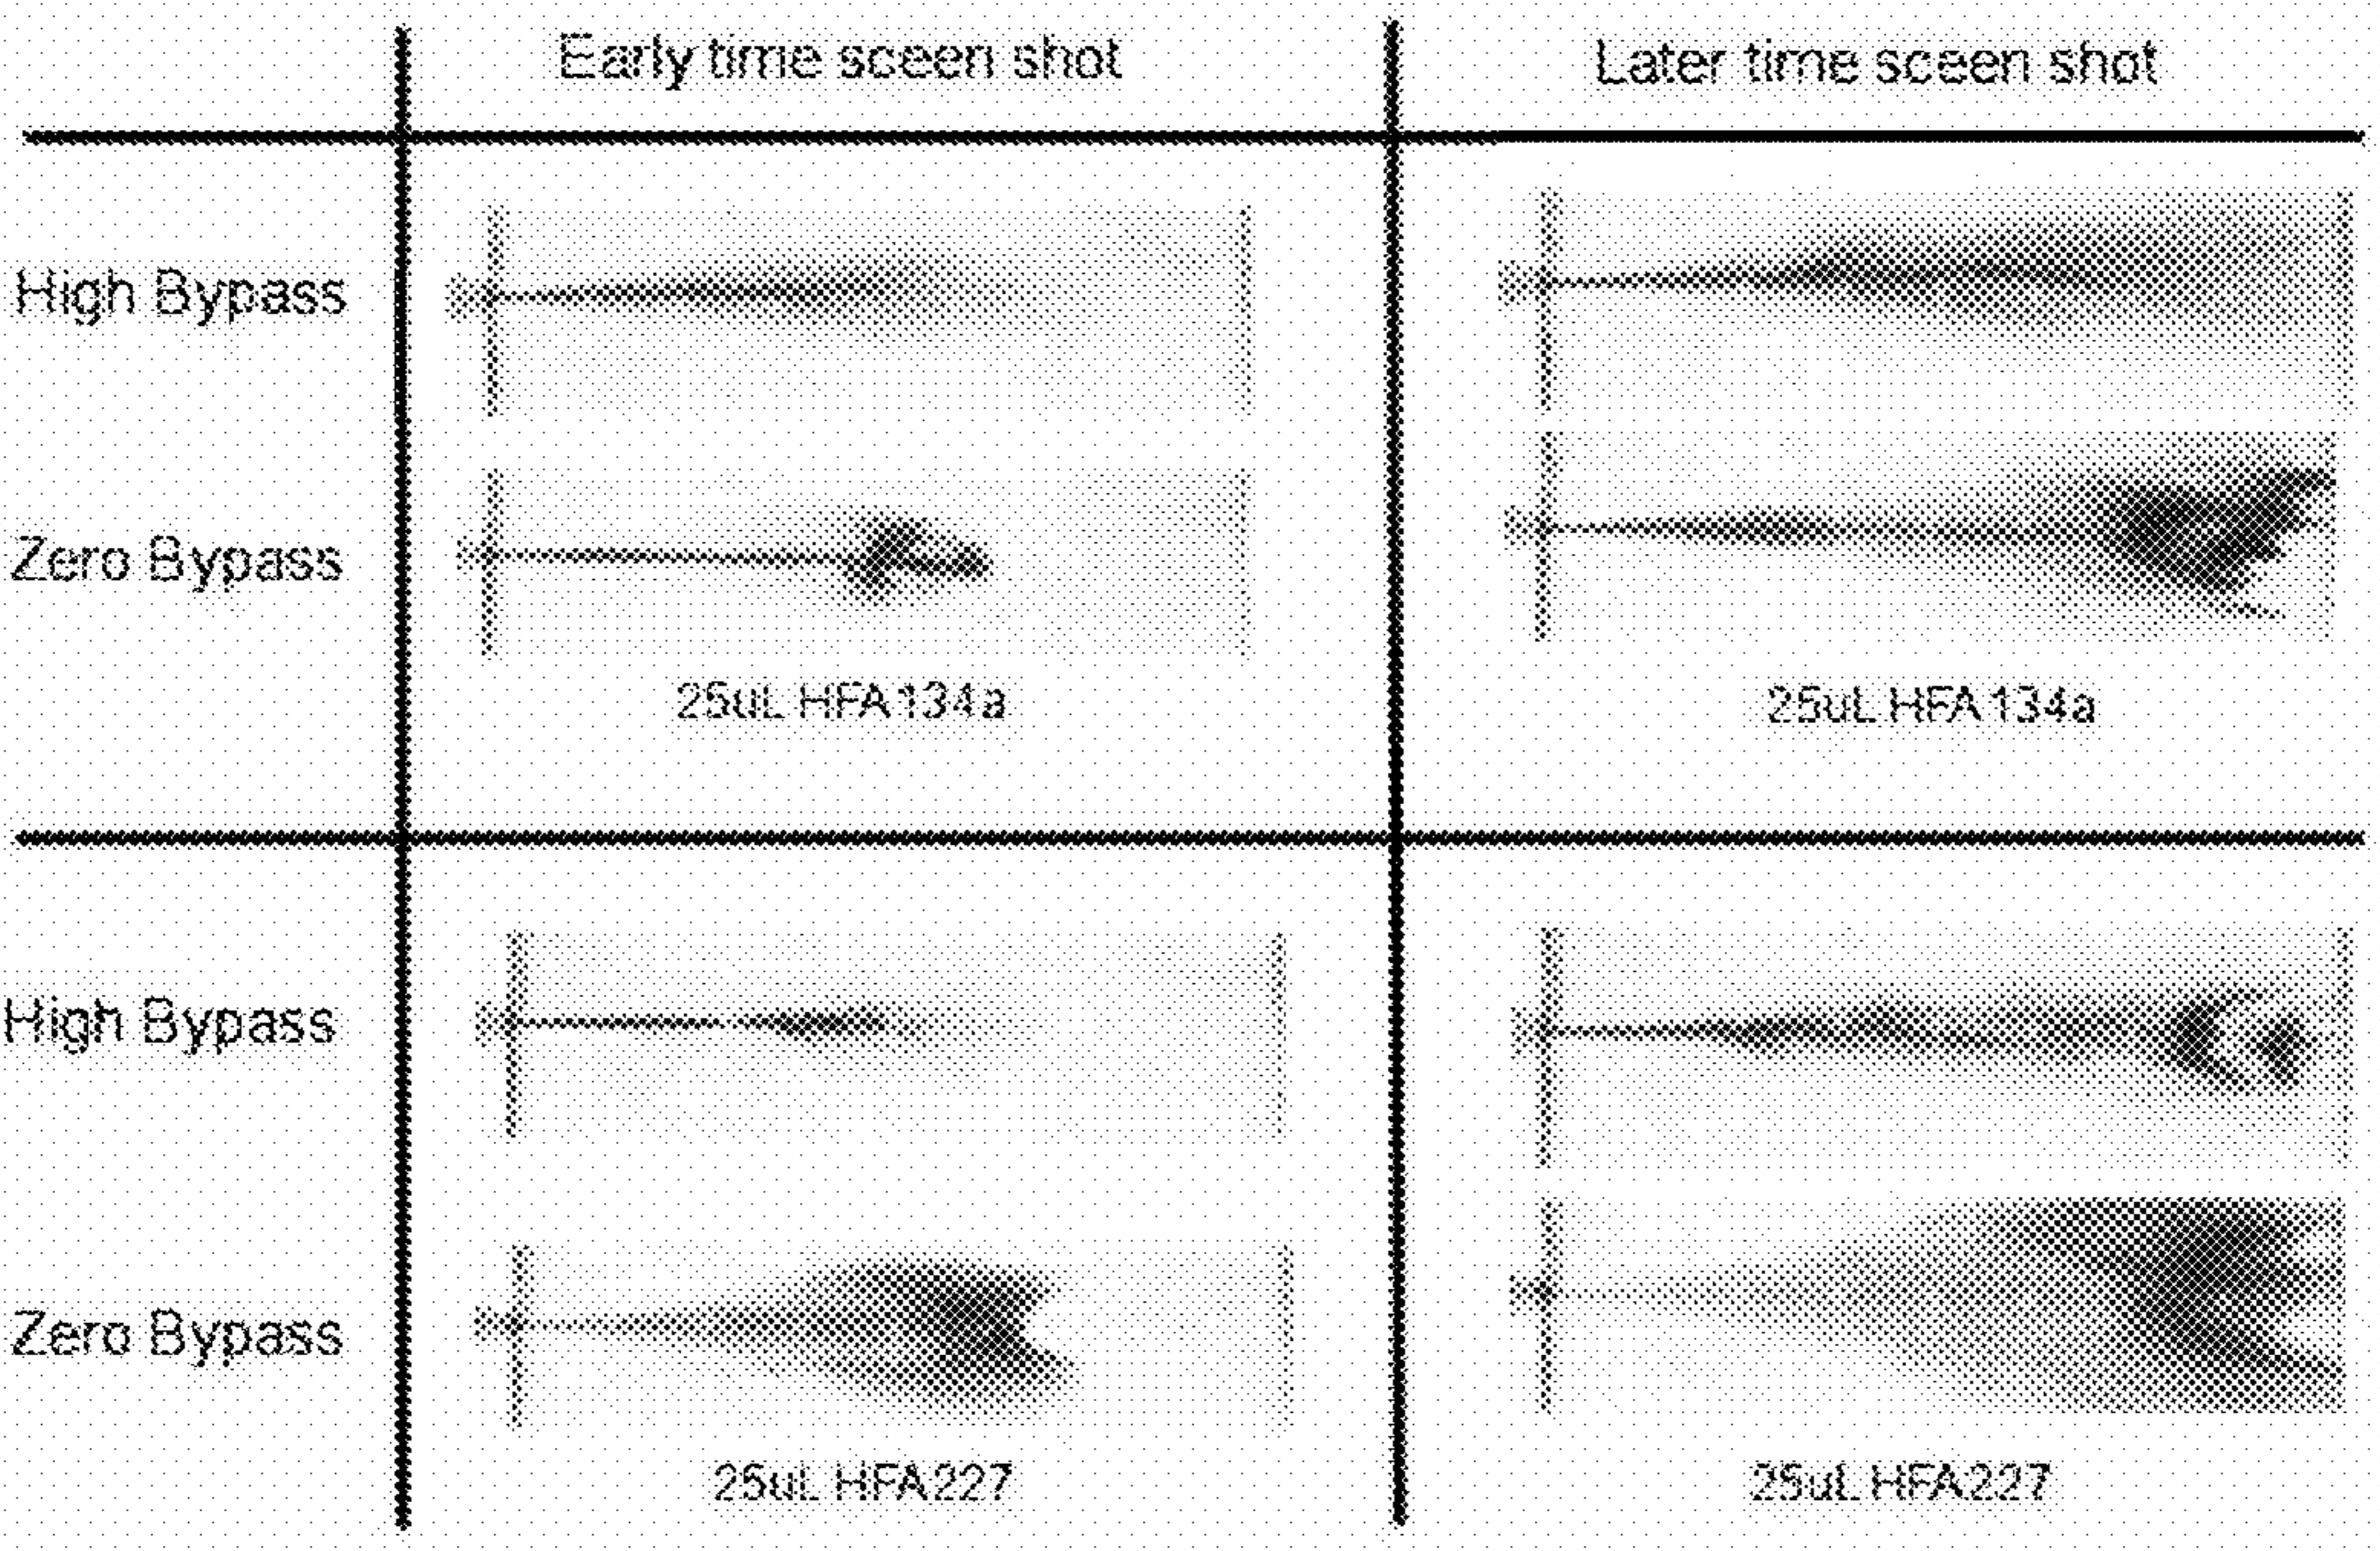 Early time sceen shot
Later time sceen shot
High Bypass
Zero Bypass
25uL HFA134a
25uL HFA134a
High Bypass
Zero Bypass
25uL HFA227
25uL HFA227